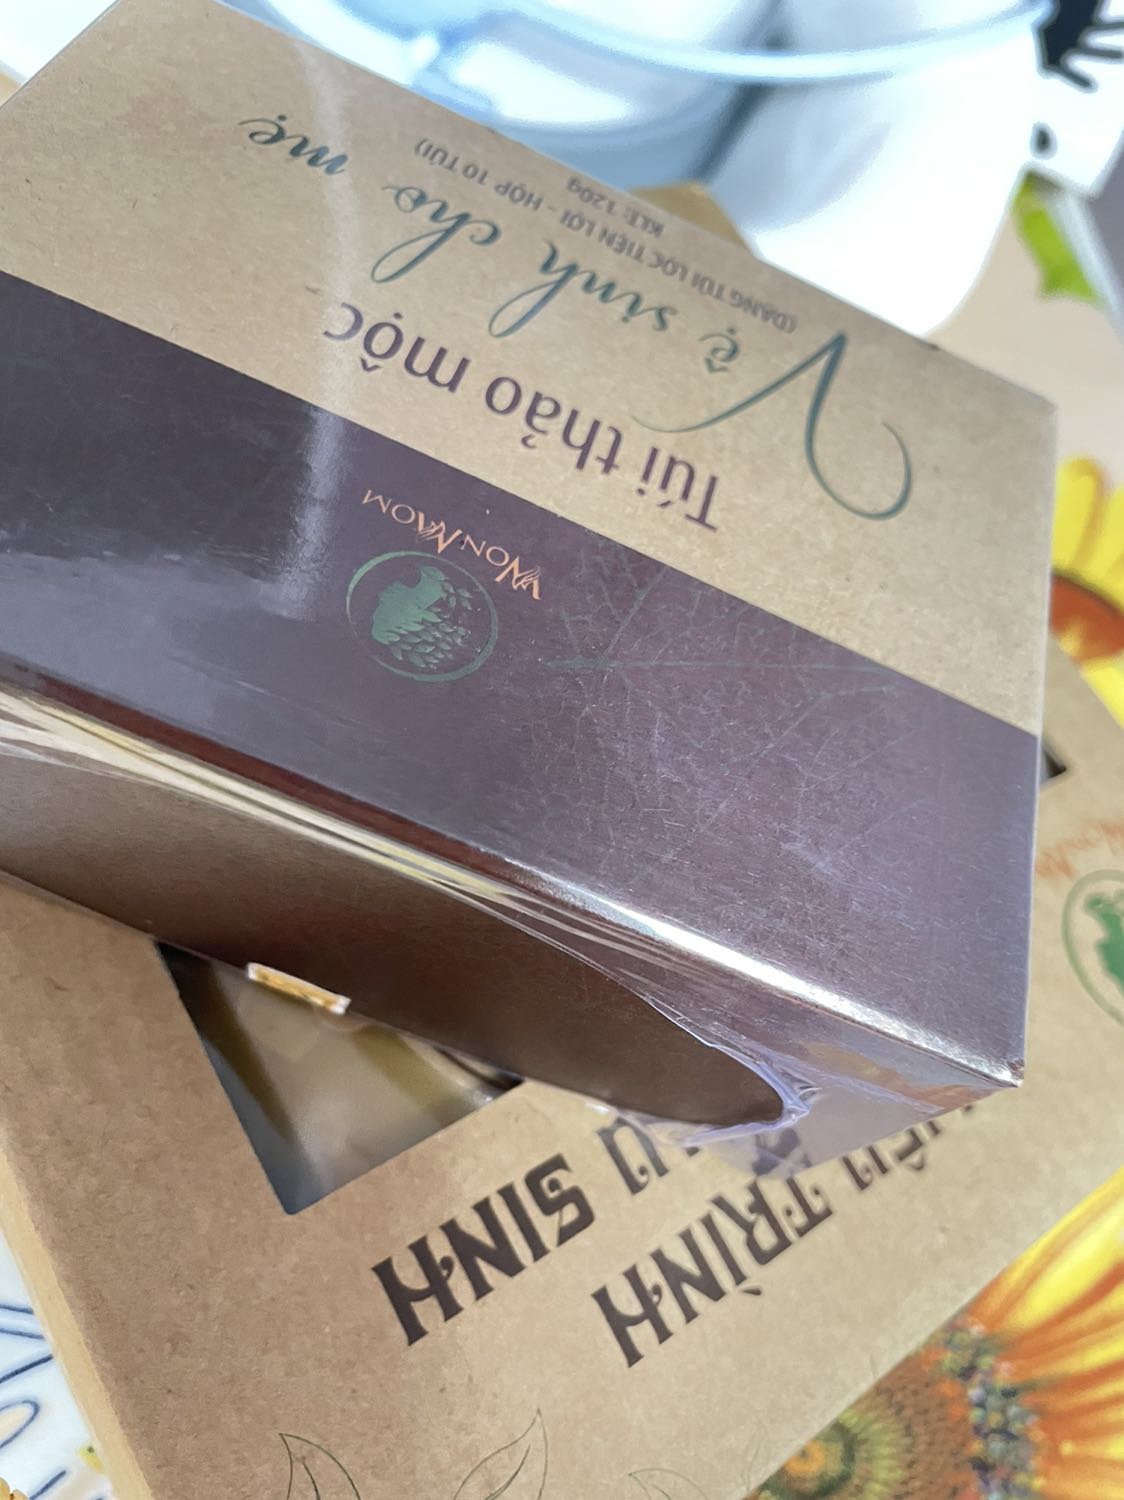 WONMOM
Túi thảo mộc
Vệ sinh cho mẹ
(DẠNG TÚI LỌC TIỆN LỢI - HỘP 10 TÚI)
KLT: 120g
TRÌNH
SINH